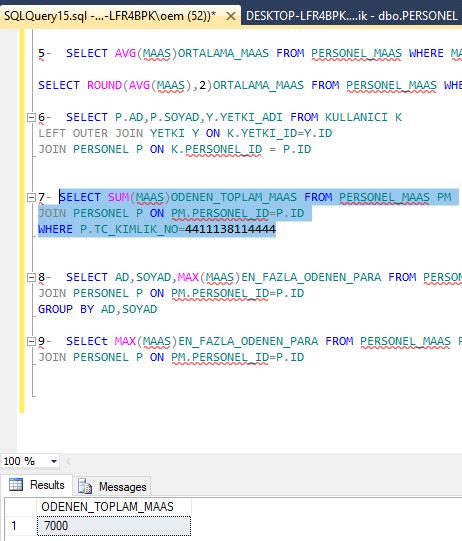 SQLQuery15.sql -...-LFR4BPK\oem (52))*
DESKTOP-LFR4BPK....ik - dbo.PERSONEL
5- SELECT AVG(MAAS)ORTALAMA_MAAS FROM PERSONEL_MAAS WHERE MA
SELECT ROUND(AVG(MAAS),2)ORTALAMA_MAAS FROM PERSONEL_MAAS WHE
6- SELECT P.AD,P.SOYAD,Y.YETKI_ADI FROM KULLANICI K
LEFT OUTER JOIN YETKI Y ON K.YETKI_ID=Y.ID
JOIN PERSONEL P ON K.PERSONEL_ID = P.ID
7- SELECT SUM(MAAS)ODENEN_TOPLAM_MAAS FROM PERSONEL_MAAS PM
JOIN PERSONEL P ON PM.PERSONEL_ID=P.ID
WHERE P.TC_KIMLIK_NO=4411138114444
8- SELECT AD,SOYAD,MAX(MAAS)EN_FAZLA_ODENEN_PARA FROM PERSON
JOIN PERSONEL P ON PM.PERSONEL_ID=P.ID
GROUP BY AD,SOYAD
9- SELECt MAX(MAAS)EN_FAZLA_ODENEN_PARA FROM PERSONEL_MAAS P
JOIN PERSONEL P ON PM.PERSONEL_ID=P.ID
100 %
Results
Messages
ODENEN_TOPLAM_MAAS
1 7000